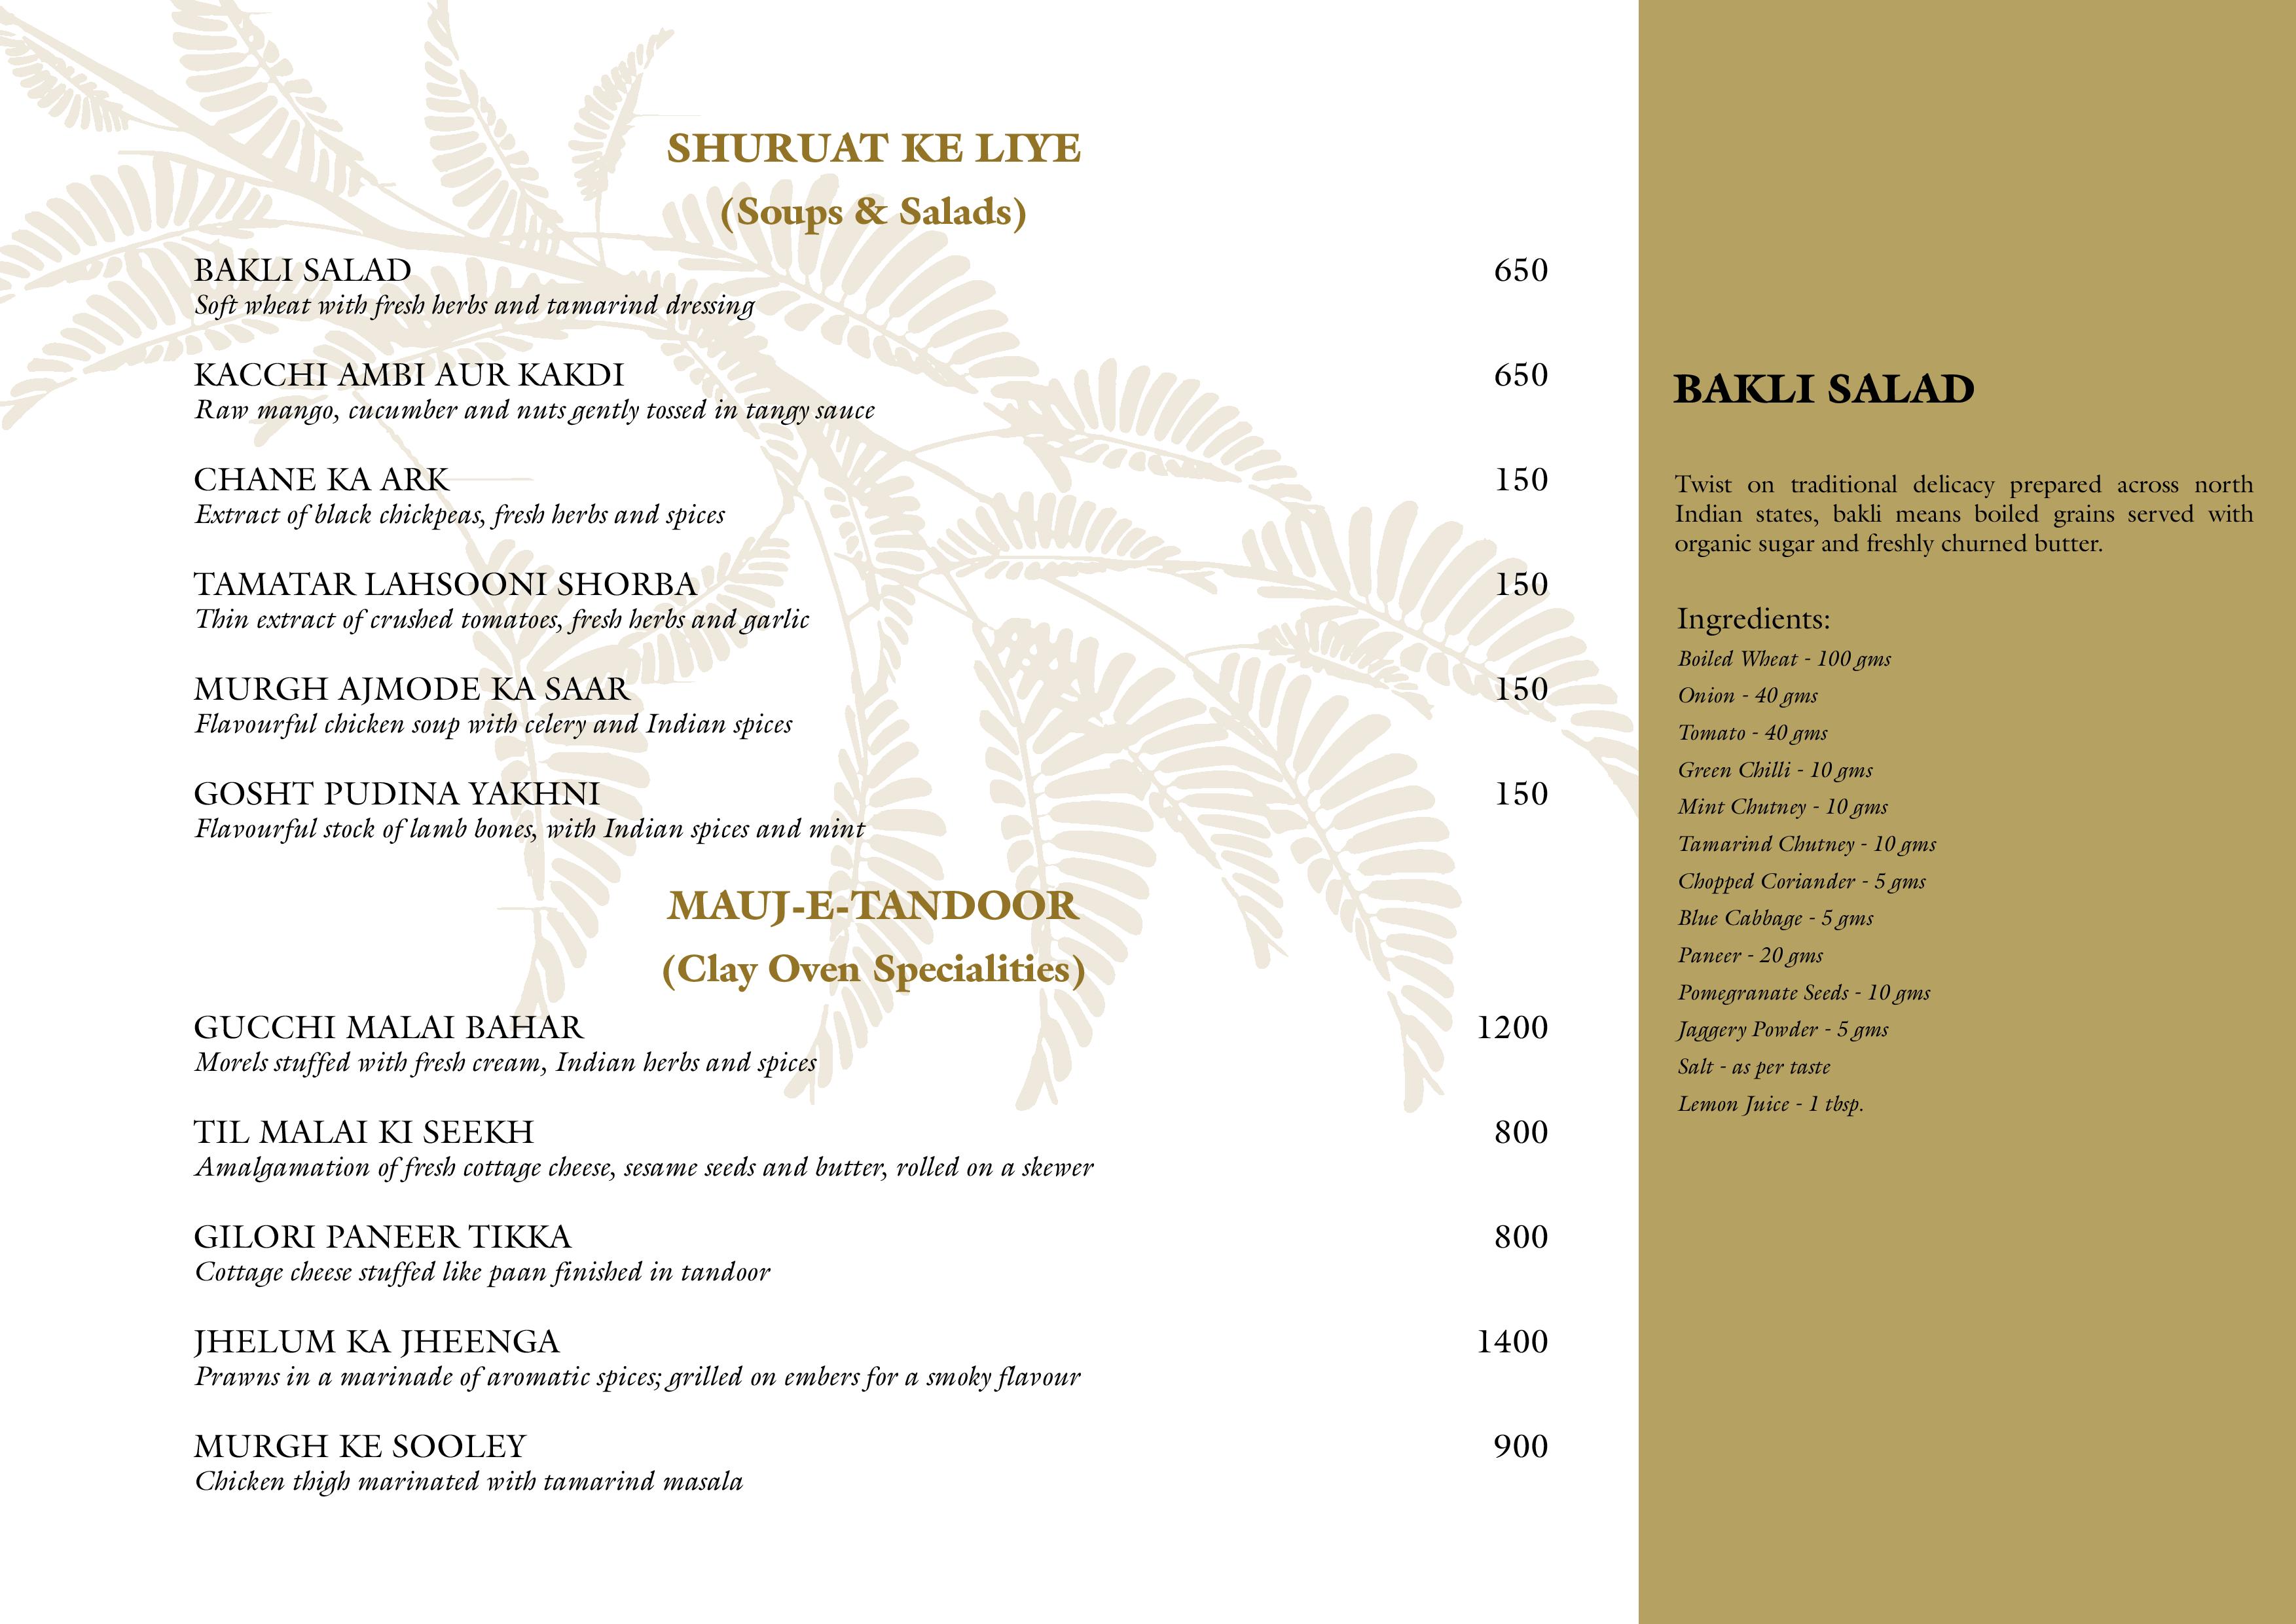 SHURUAT KE LIYE
(Soups & Salads)
BAKLI SALAD 650
Soft wheat with fresh herbs and tamarind dressing
KACCHI AMBI AUR KAKDI 650
Raw mango, cucumber and nuts gently tossed in tangy sauce
CHANE KA ARK 150
Extract of black chickpeas, fresh herbs and spices
TAMATAR LAHSOONI SHORBA 150
Thin extract of crushed tomatoes, fresh herbs and garlic
MURGH AJMODE KA SAAR 150
Flavourful chicken soup with celery and Indian spices
GOSHT PUDINA YAKHNI 150
Flavourful stock of lamb bones, with Indian spices and mint
MAUJ-E-TANDOOR
(Clay Oven Specialities)
GUCCHI MALAI BAHAR 1200
Morels stuffed with fresh cream, Indian herbs and spices
TIL MALAI KI SEEKH 800
Amalgamation of fresh cottage cheese, sesame seeds and butter, rolled on a skewer
GILORI PANEER TIKKA 800
Cottage cheese stuffed like paan finished in tandoor
JHELUM KA JHEENGA 1400
Prawns in a marinade of aromatic spices; grilled on embers for a smoky flavour
MURGH KE SOOLEY 900
Chicken thigh marinated with tamarind masala
BAKLI SALAD
Twist on traditional delicacy prepared across north
Indian states, bakli means boiled grains served with
organic sugar and freshly churned butter.
Ingredients:
Boiled Wheat - 100 gms
Onion - 40 gms
Tomato - 40 gms
Green Chilli - 10 gms
Mint Chutney - 10 gms
Tamarind Chutney - 10 gms
Chopped Coriander - 5 gms
Blue Cabbage - 5 gms
Paneer - 20 gms
Pomegranate Seeds - 10 gms
Jaggery Powder - 5 gms
Salt - as per taste
Lemon Juice - 1 tbsp.